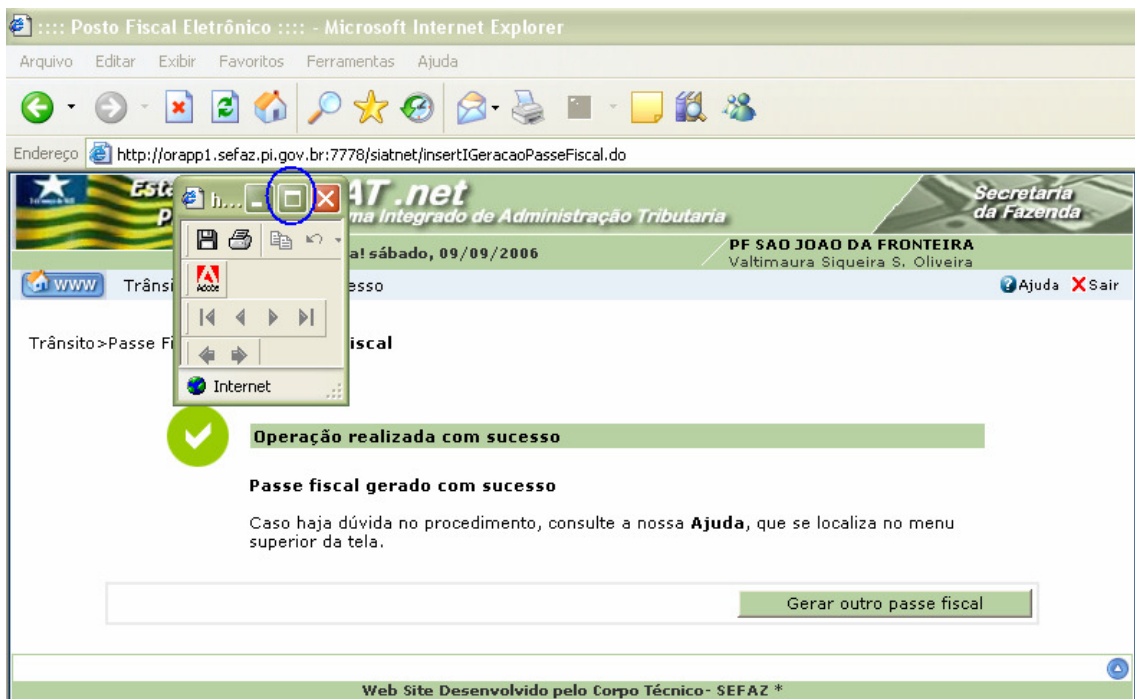 :::: Posto Fiscal Eletrônico :::: - Microsoft Internet Explorer
Arquivo Editar Exibir Favoritos Ferramentas Ajuda
Endereço http://orapp1.sefaz.pi.gov.br:7778/siatnet/insertIGeracaoPasseFiscal.do
Esta
AT .net
Secretaria
da Fazenda
P
ma Integrado de Administração Tributaria
h...
a! sábado, 09/09/2006
PF SAO JOAO DA FRONTEIRA
Valtimaura Siqueira S. Oliveira
Adobe
www Trânsi
esso
Ajuda Sair
Trânsito>Passe Fi
iscal
Internet
Operação realizada com sucesso
Passe fiscal gerado com sucesso
Caso haja dúvida no procedimento, consulte a nossa Ajuda, que se localiza no menu
superior da tela.
Gerar outro passe fiscal
Web Site Desenvolvido pelo Corpo Técnico- SEFAZ *